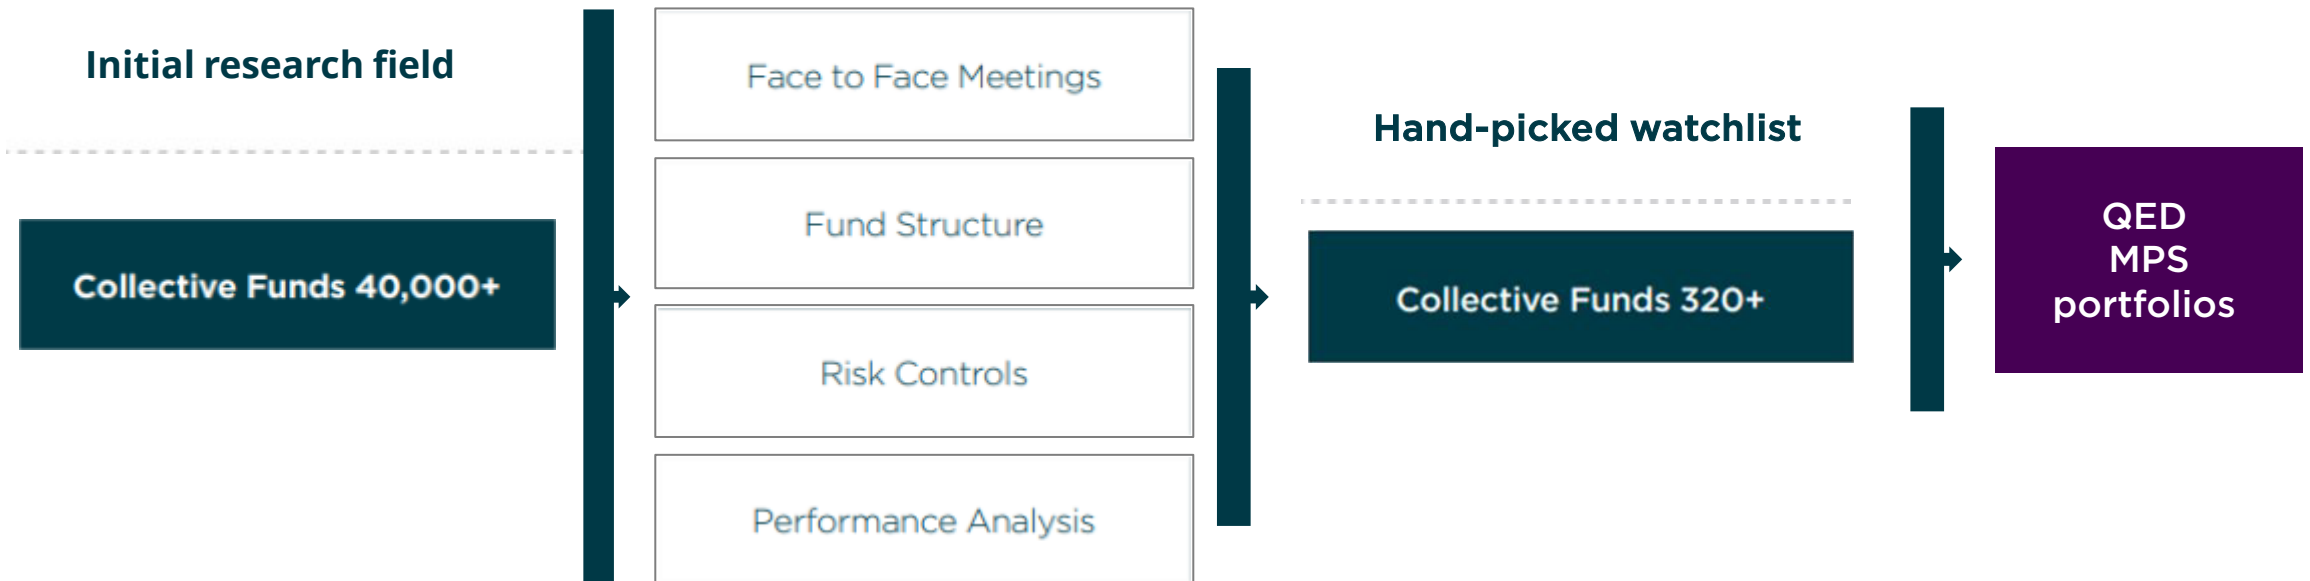 Initial research field
Collective Funds 40,000+
Face to Face Meetings
Fund Structure
Risk Controls
Performance Analysis
Hand-picked watchlist
Collective Funds 320+
QED
MPS
portfolios